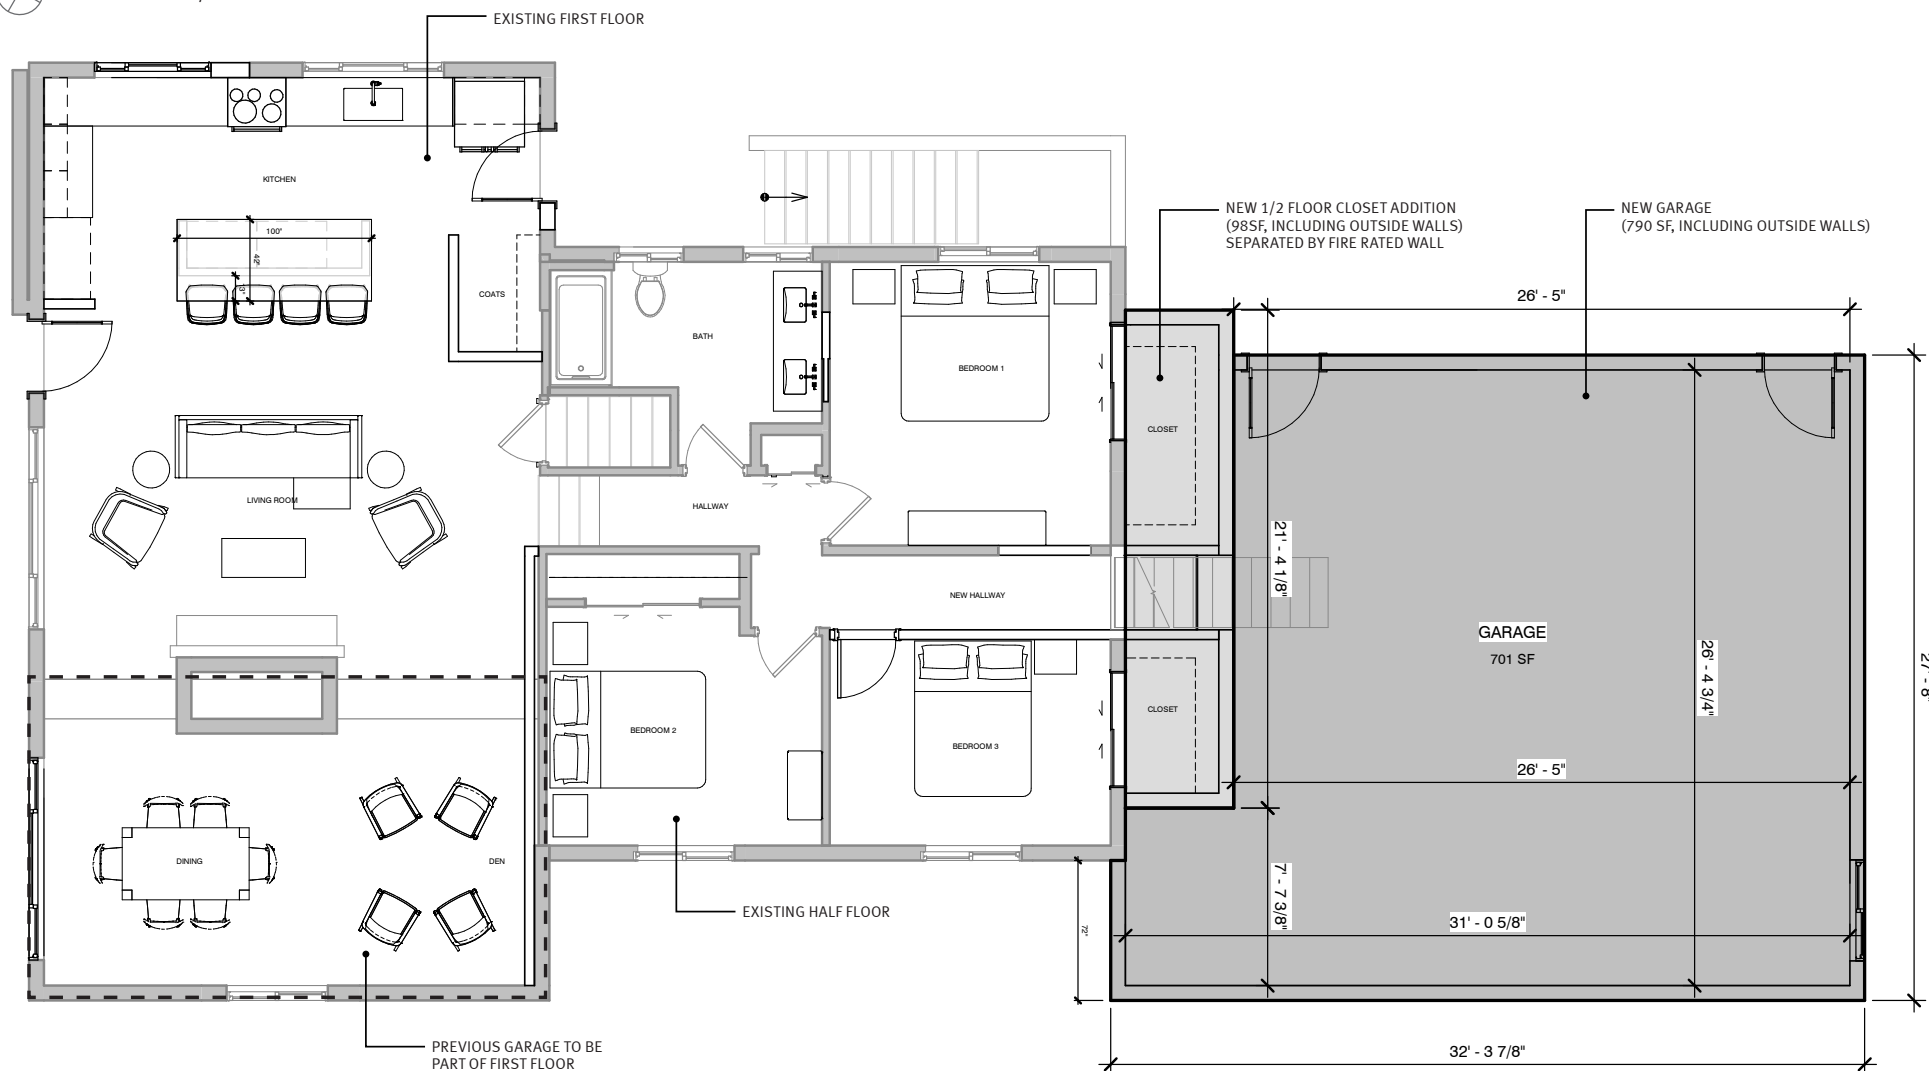 EXISTING FIRST FLOOR
KITCHEN
100"
42"
13"
COATS
NEW 1/2 FLOOR CLOSET ADDITION
(98SF, INCLUDING OUTSIDE WALLS)
SEPARATED BY FIRE RATED WALL
NEW GARAGE
(790 SF, INCLUDING OUTSIDE WALLS)
26' - 5"
BATH
BEDROOM 1
CLOSET
LIVING ROOM
HALLWAY
21' - 4 1/8"
NEW HALLWAY
GARAGE
701 SF
26' - 4 3/4"
CLOSET
BEDROOM 2
BEDROOM 3
26' - 5"
DINING
DEN
EXISTING HALF FLOOR
72"
7' - 7 3/8"
31' - 0 5/8"
PREVIOUS GARAGE TO BE
PART OF FIRST FLOOR
32' - 3 7/8"